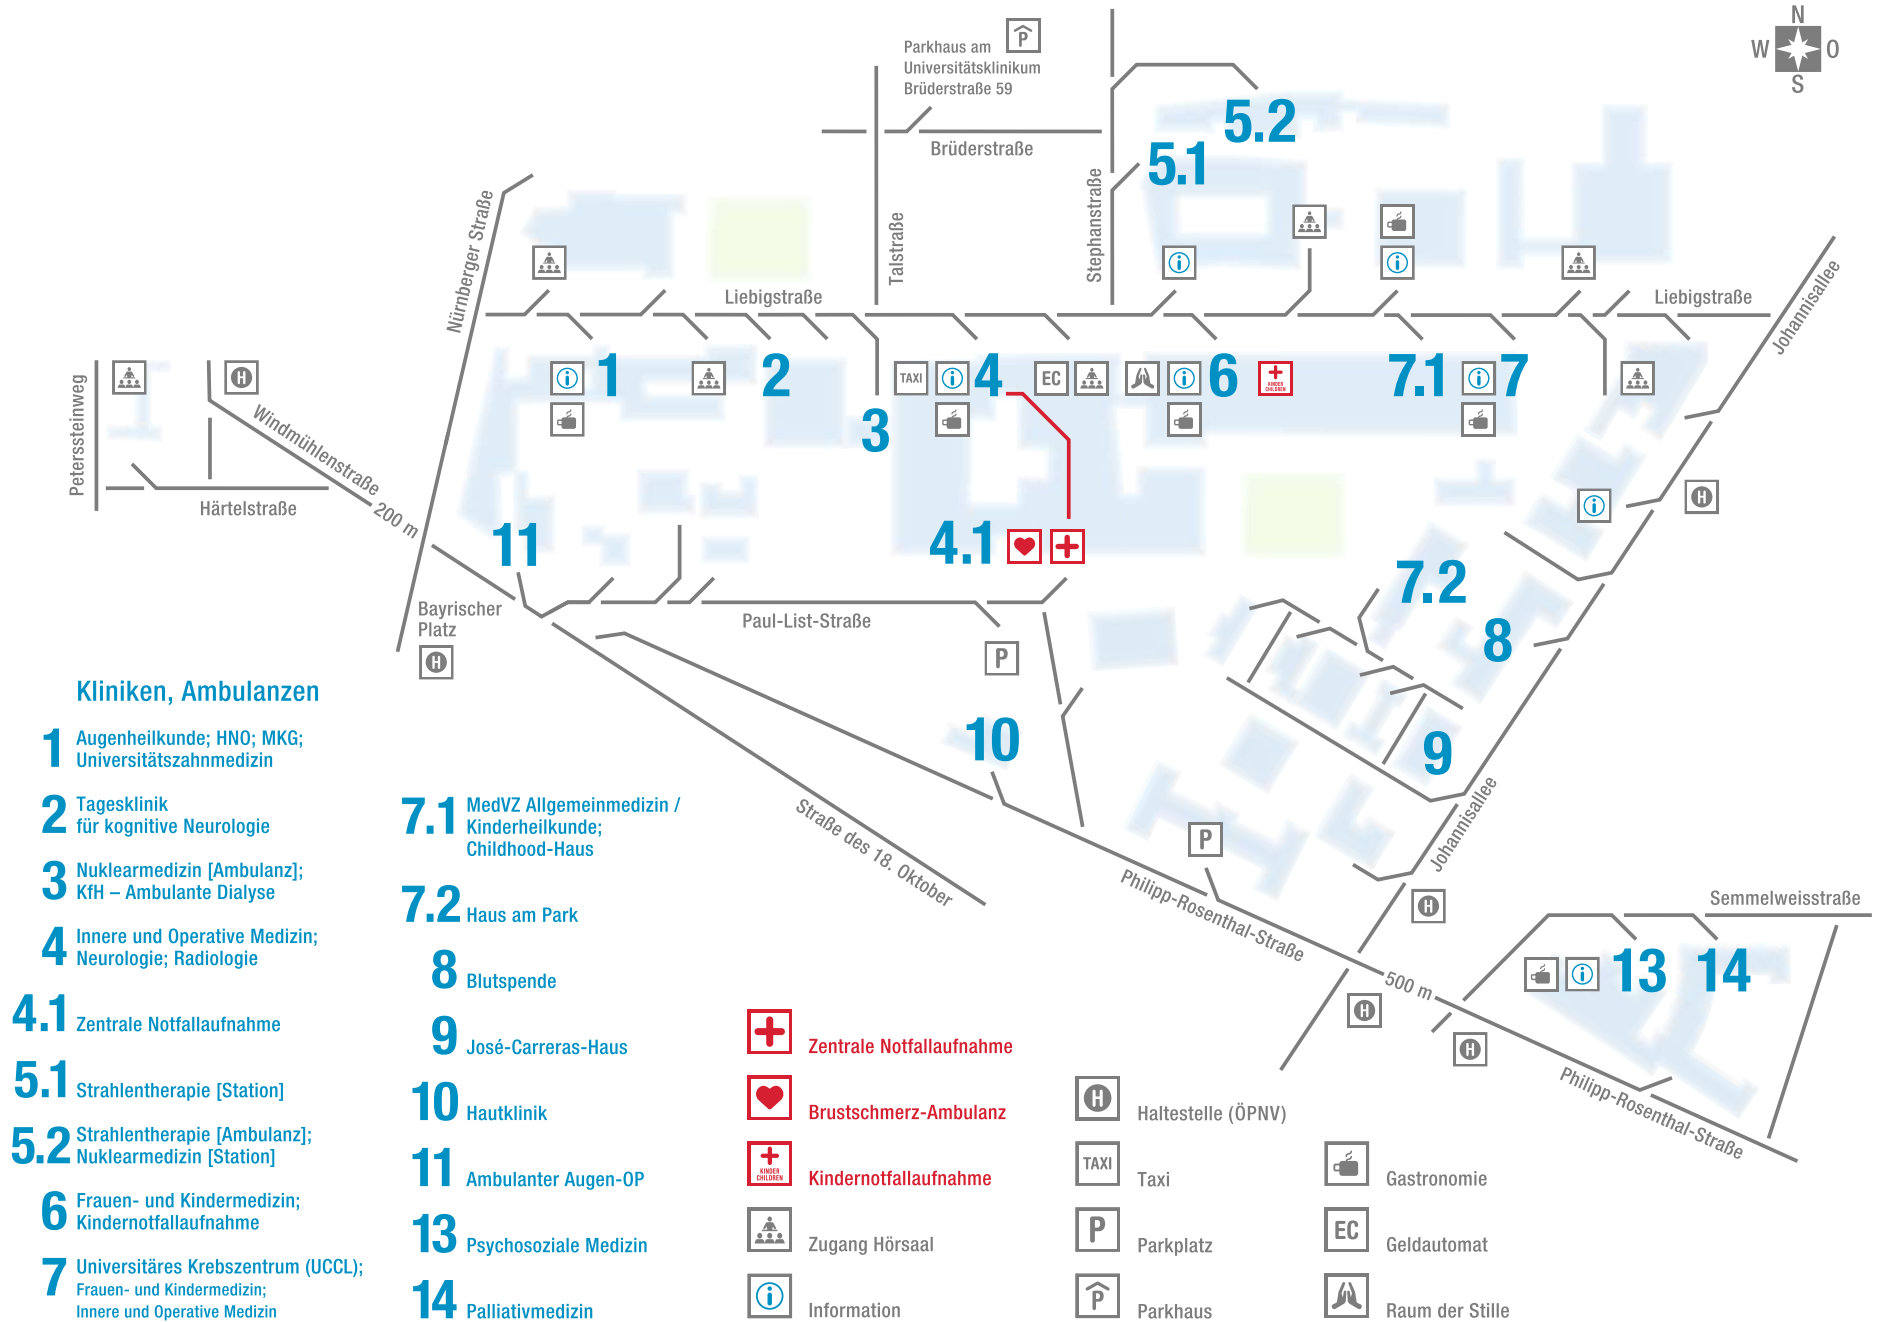 N
W
O
S
Parkhaus am
Universitätsklinikum
Brüderstraße 59
P
Brüderstraße
5.2
5.1
Nürnberger Straße
Talstraße
Stephanstraße
Liebigstraße
Liebigstraße
Johannisallee
Peterssteinweg
H
Windmühlenstraße
200 m
Härtelstraße
i
1
2
3
TAXI
i
4
EC
i
6
KINDER
CHILDREN
i
i
7.1
i
7
i
H
11
4.1
7.2
8
Bayrischer
Platz
H
Paul-List-Straße
P
10
9
Straße des 18. Oktober
P
Philipp-Rosenthal-Straße
Johannisallee
H
500 m
H
H
Semmelweisstraße
i
13
14
Philipp-Rosenthal-Straße
Kliniken, Ambulanzen
1
Augenheilkunde; HNO; MKG;
Universitätszahnmedizin
2
Tagesklinik
für kognitive Neurologie
3
Nuklearmedizin [Ambulanz];
KfH – Ambulante Dialyse
4
Innere und Operative Medizin;
Neurologie; Radiologie
4.1
Zentrale Notfallaufnahme
5.1
Strahlentherapie [Station]
5.2
Strahlentherapie [Ambulanz];
Nuklearmedizin [Station]
6
Frauen- und Kindermedizin;
Kindernotfallaufnahme
7
Universitäres Krebszentrum (UCCL);
Frauen- und Kindermedizin;
Innere und Operative Medizin
7.1
MedVZ Allgemeinmedizin /
Kinderheilkunde;
Childhood-Haus
7.2
Haus am Park
8
Blutspende
9
José-Carreras-Haus
10
Hautklinik
11
Ambulanter Augen-OP
13
Psychosoziale Medizin
14
Palliativmedizin
Zentrale Notfallaufnahme
Brustschmerz-Ambulanz
KINDER
CHILDREN
Kindernotfallaufnahme
Zugang Hörsaal
i
Information
H
Haltestelle (ÖPNV)
TAXI
Taxi
P
Parkplatz
P
Parkhaus
Gastronomie
EC
Geldautomat
Raum der Stille